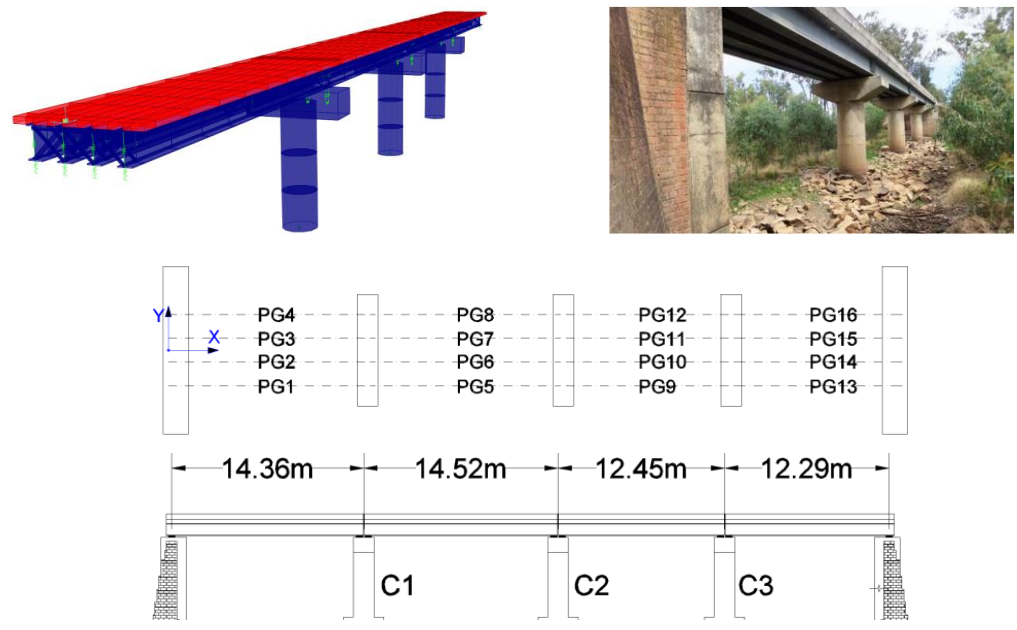 Y
X
PG4 PG8 PG12 PG16
PG3 PG7 PG11 PG15
PG2 PG6 PG10 PG14
PG1 PG5 PG9 PG13
14.36m 14.52m 12.45m 12.29m
C1 C2 C3